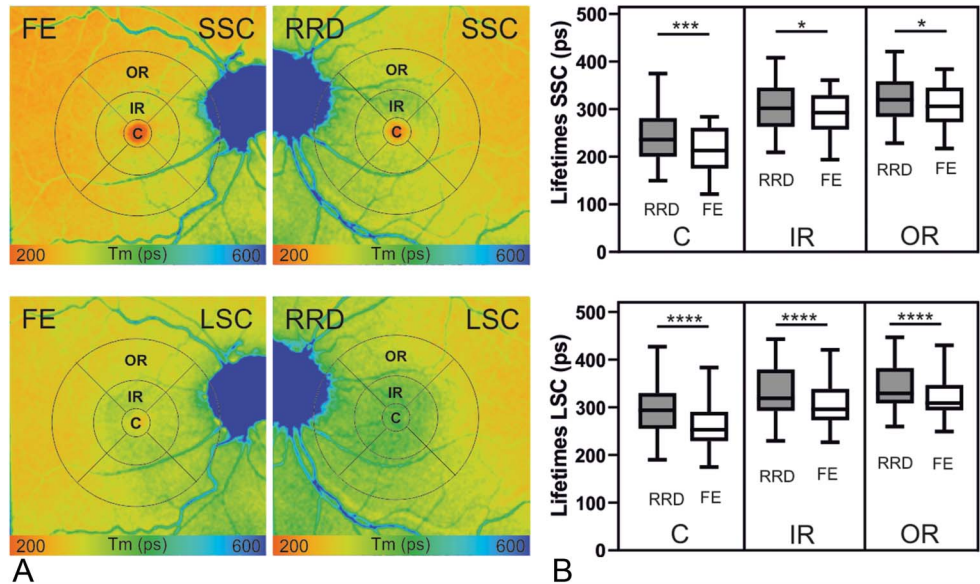 FE SSC
OR
IR
C
200 Tm (ps) 600
RRD SSC
OR
IR
C
200 Tm (ps) 600
FE LSC
OR
IR
C
200 Tm (ps) 600
RRD LSC
OR
IR
C
200 Tm (ps) 600
A
Lifetimes SSC (ps)
500
400
300
200
100
0
*** * *
RRD FE RRD FE RRD FE
C IR OR
Lifetimes LSC (ps)
500
400
300
200
100
0
**** **** ****
RRD FE RRD FE RRD FE
C IR OR
B